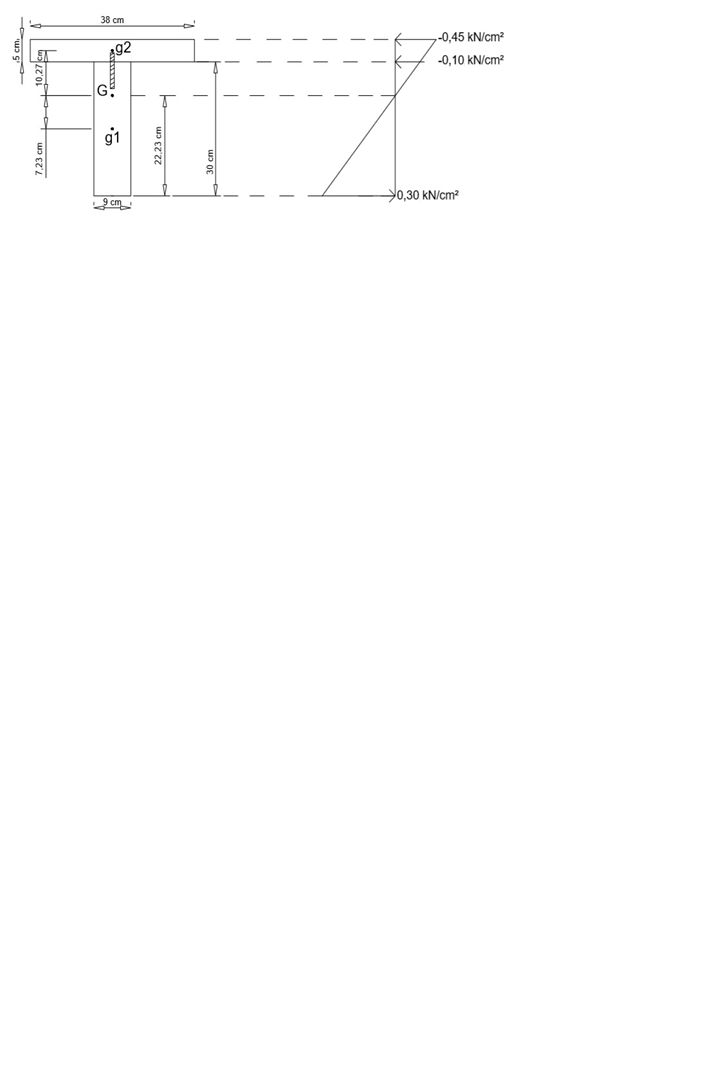 38 cm
5 cm
g2
-0,45 kN/cm²
-0,10 kN/cm²
10,27 cm
G
g1
7,23 cm
22,23 cm
30 cm
9 cm
0,30 kN/cm²